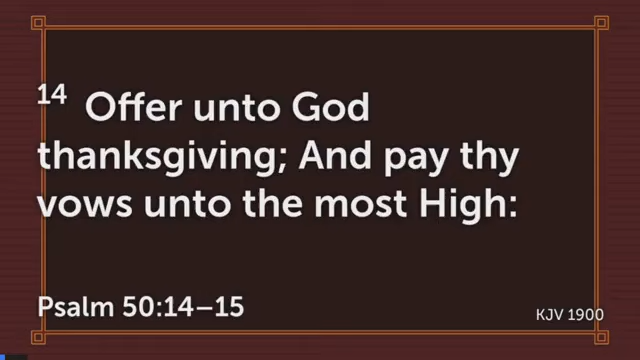 14 Offer unto God
thanksgiving; And pay thy
vows unto the most High:
Psalm 50:14–15
KJV 1900